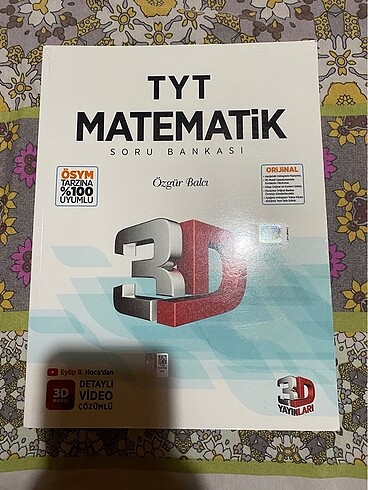 TYT
MATEMATİK
SORU BANKASI
Özgür Balcı
ÖSYM
TARZINA
%100
UYUMLU
ORİJİNAL
3D
Eyüp B. Hoca'dan
3D
DETAYLI
VİDEO
ÇÖZÜMLÜ
3D
YAYINLARI